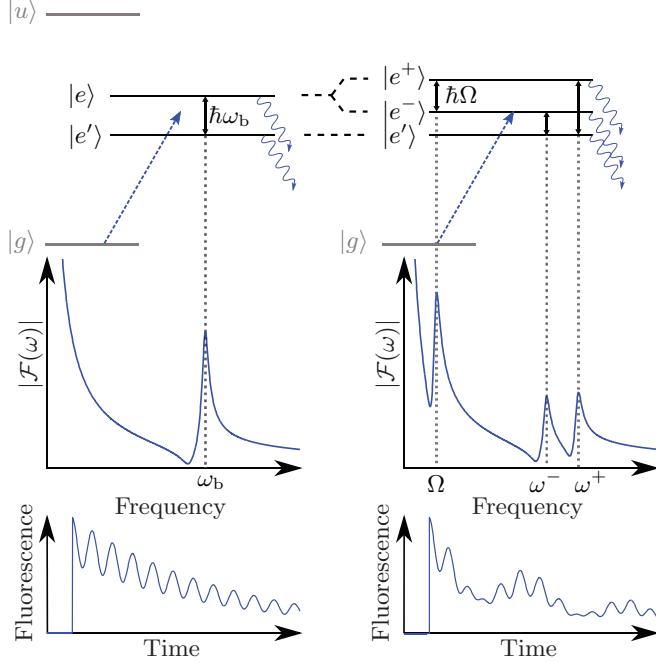 |u⟩
|e⟩
ħω_b
|e′⟩
|g⟩
|e⁺⟩
ħΩ
|e⁻⟩
|e′⟩
|g⟩
|F(ω)|
ω_b
Frequency
|F(ω)|
Ω
ω⁻
ω⁺
Frequency
Fluorescence
Time
Fluorescence
Time